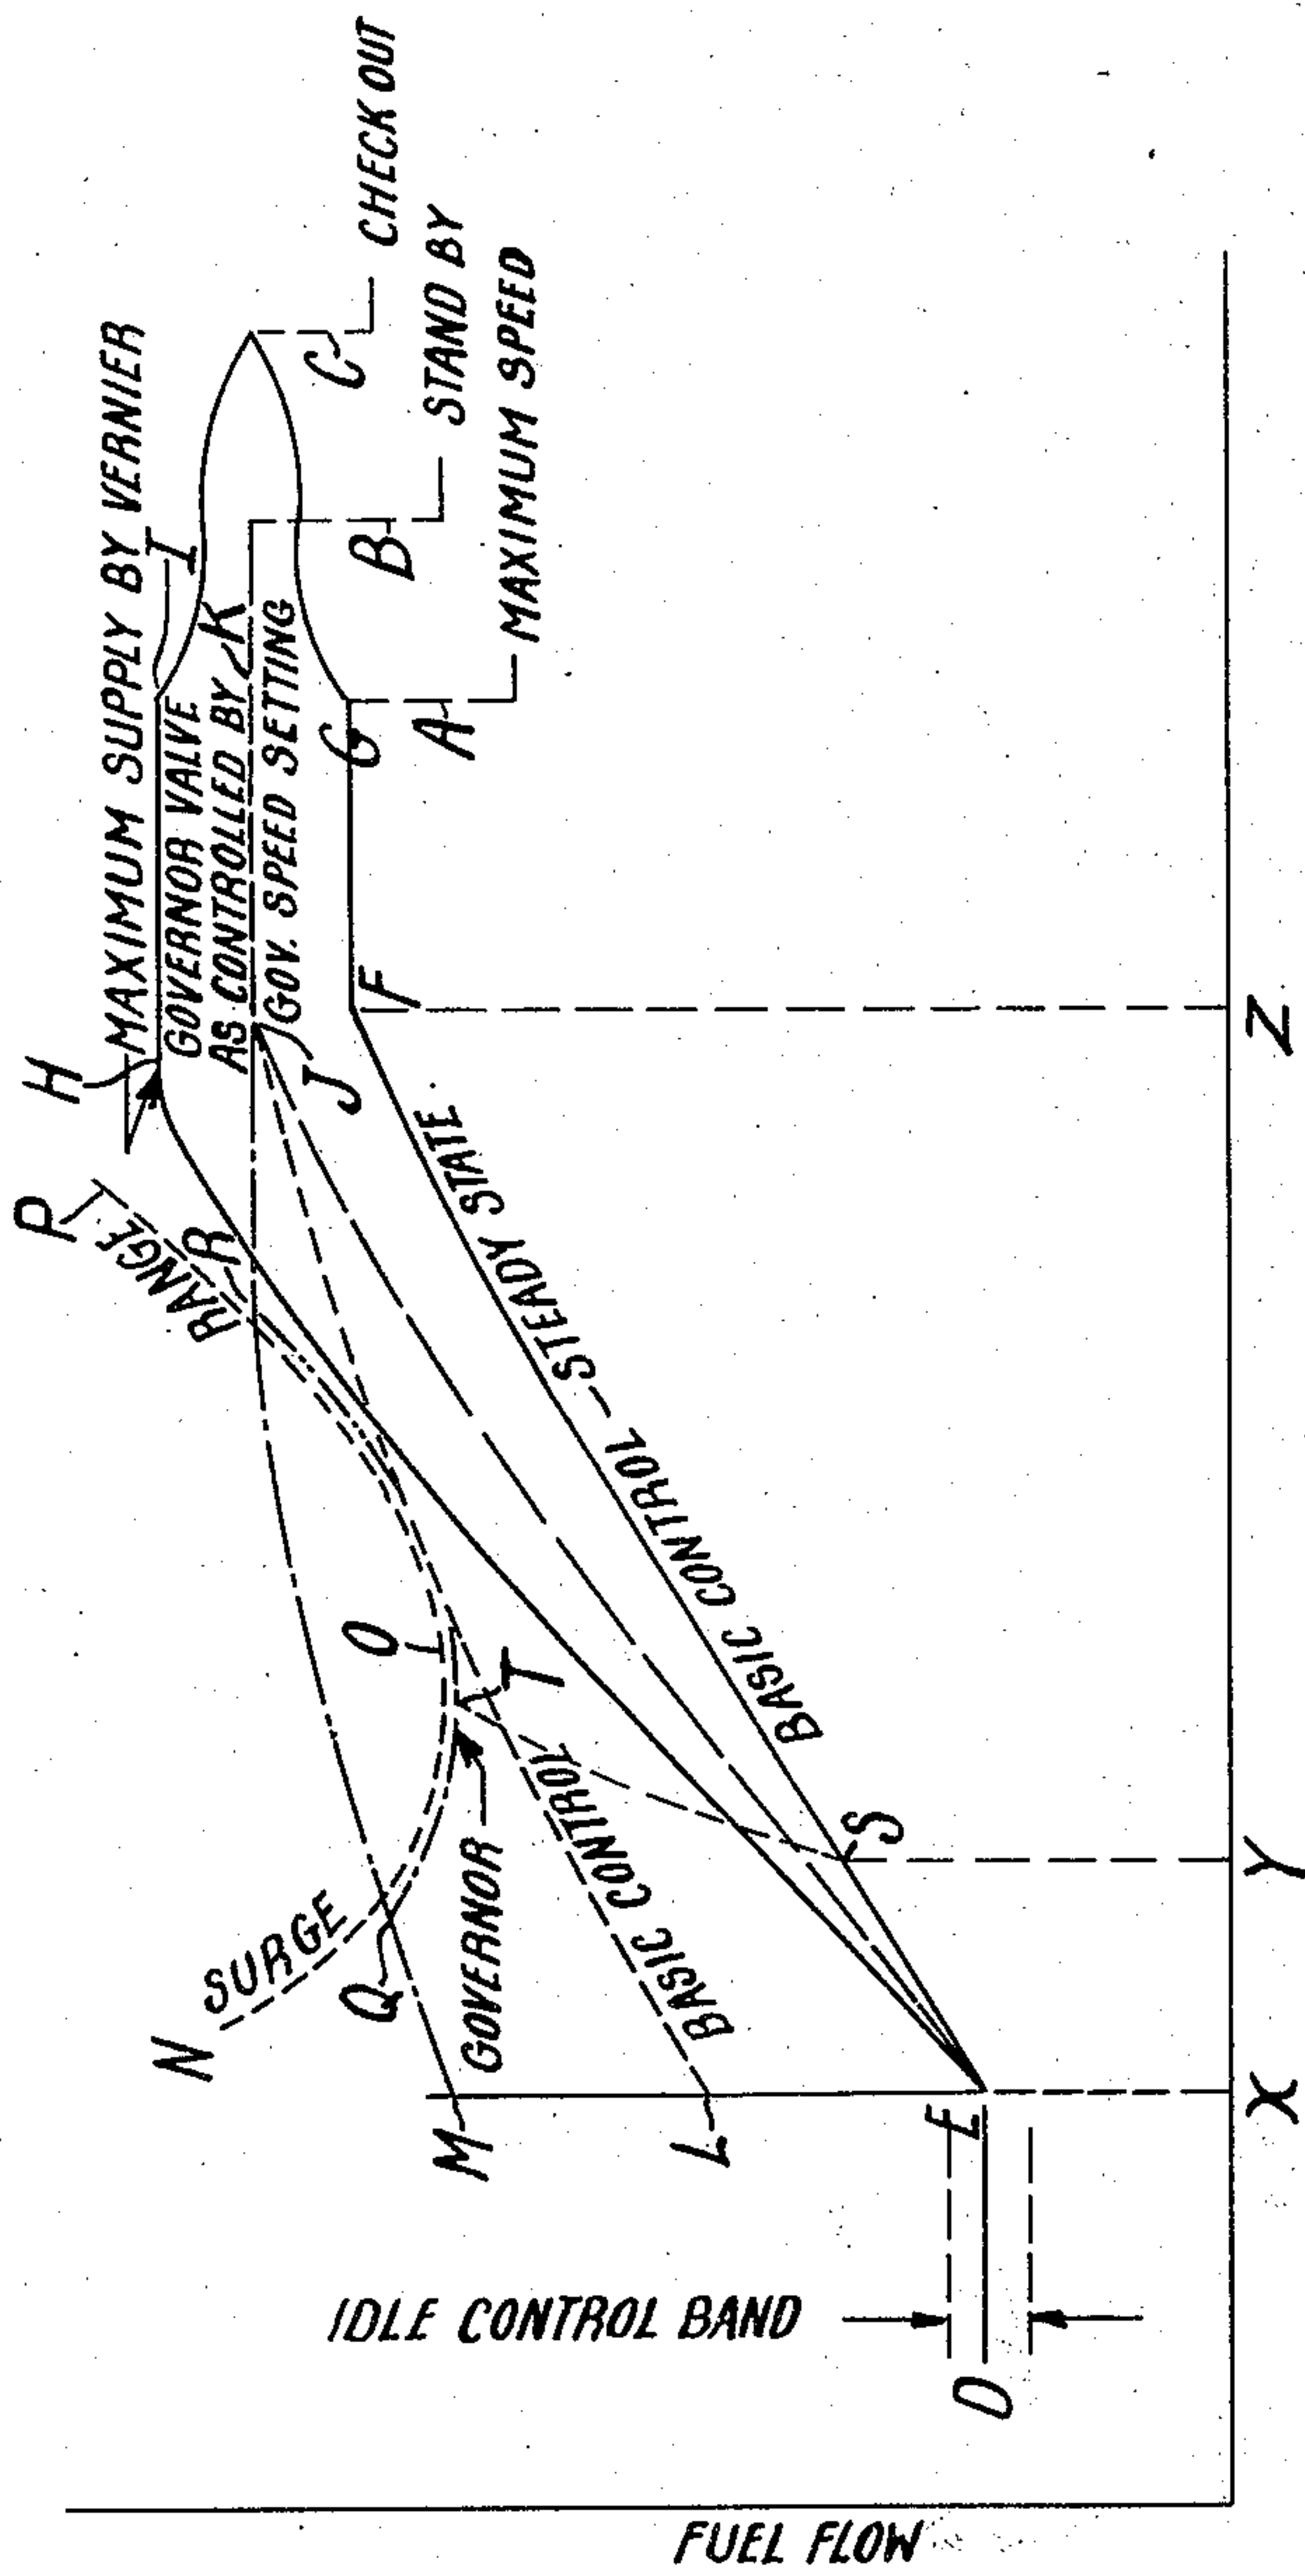 H
MAXIMUM SUPPLY BY VERNIER
I
GOVERNOR VALVE
AS CONTROLLED BY K
GOV. SPEED SETTING
J
P
RANGE
R
C
CHECK OUT
B
STAND BY
G
A
MAXIMUM SPEED
F
N
SURGE
Q
O
T
M
GOVERNOR
L
BASIC CONTROL
BASIC CONTROL - STEADY STATE
S
E
IDLE CONTROL BAND
D
X
Y
Z
FUEL FLOW